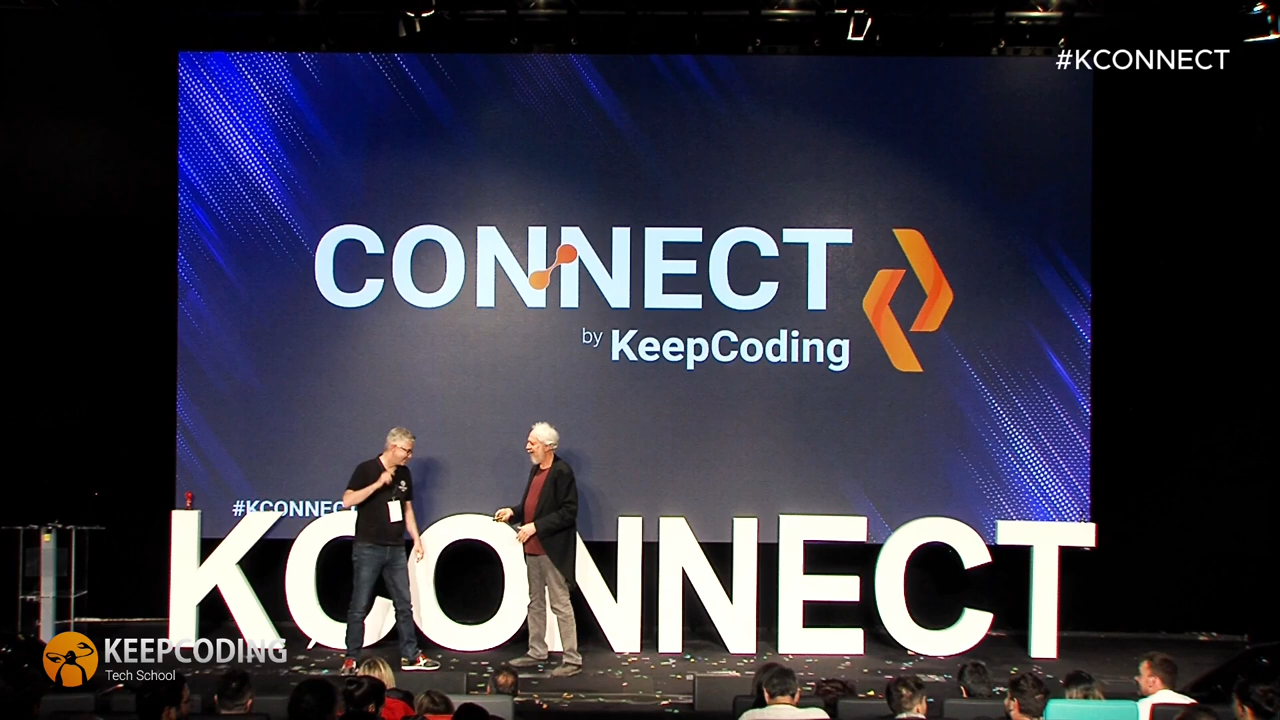 #KCONNECT
CONNECT
by KeepCoding
#KCONNECT
KCONNECT
KEEPCODING
Tech School